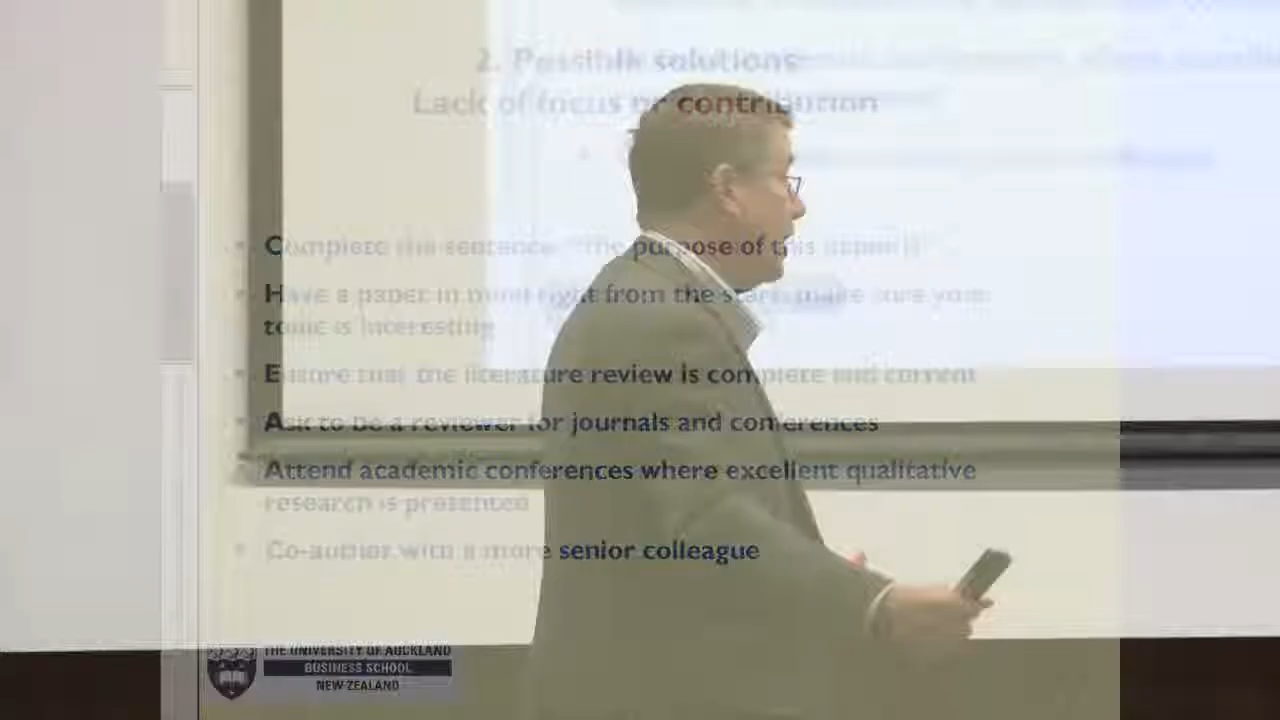 2. Possible solutions:
Lack of focus or contribution
• Complete the sentence "The purpose of this paper is"
• Have a paper in mind right from the start; make sure your
topic is interesting
• Ensure that the literature review is complete and current
• Ask to be a reviewer for journals and conferences
• Attend academic conferences where excellent qualitative
research is presented
• Co-author with a more senior colleague
THE UNIVERSITY OF AUCKLAND
BUSINESS SCHOOL
NEW ZEALAND